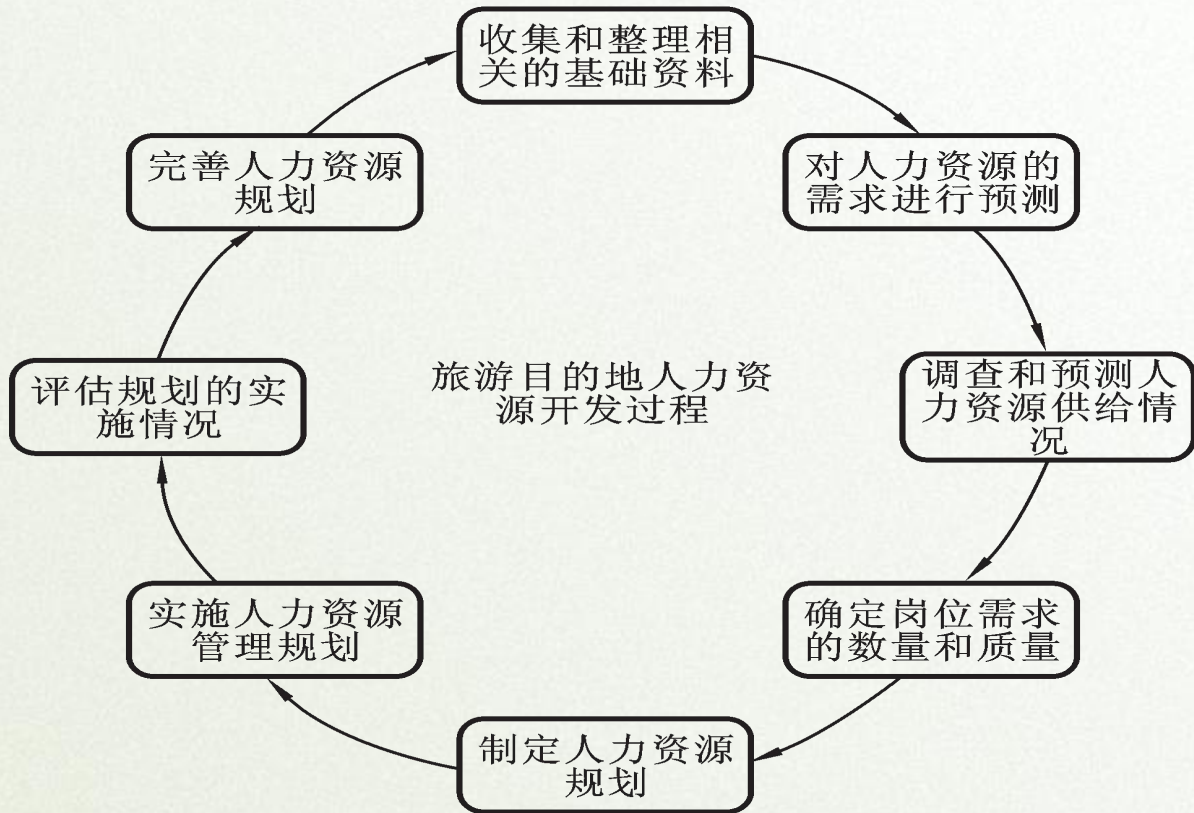 收集和整理相
关的基础资料
对人力资源的
需求进行预测
调查和预测人
力资源供给情
况
确定岗位需求
的数量和质量
制定人力资源
规划
实施人力资源
管理规划
评估规划的实
施情况
完善人力资源
规划
旅游目的地人力资
源开发过程